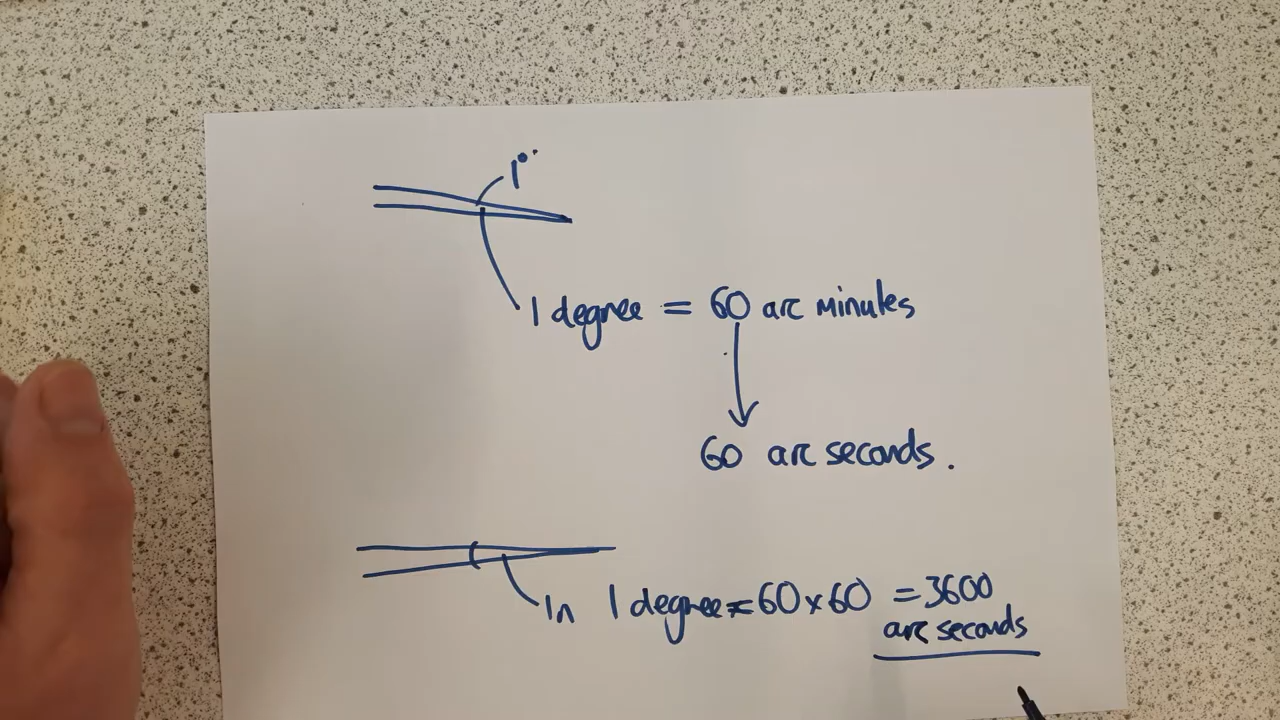 1°
1 degree = 60 arc minutes
60 arc seconds.
In 1 degree = 60 x 60 = 3600
arc seconds